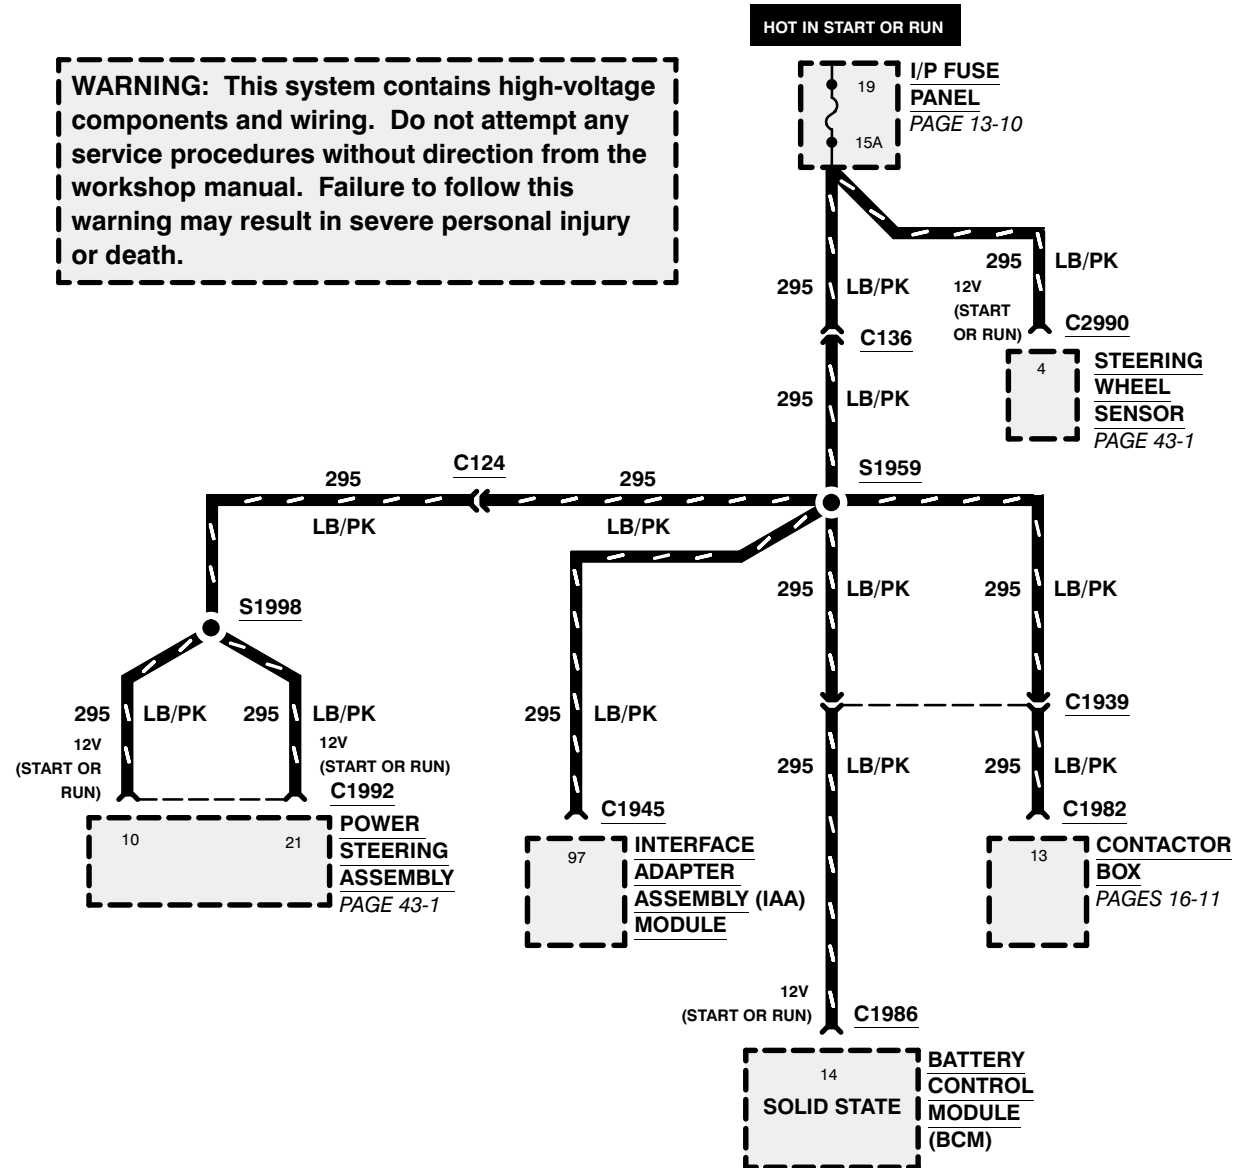 HOT IN START OR RUN
WARNING: This system contains high-voltage
components and wiring. Do not attempt any
service procedures without direction from the
workshop manual. Failure to follow this
warning may result in severe personal injury
or death.
19
15A
I/P FUSE
PANEL
PAGE 13-10
295 LB/PK
295 LB/PK
12V
(START
OR RUN)
C2990
C136
4
STEERING
WHEEL
SENSOR
PAGE 43-1
295 LB/PK
C124
S1959
295
295
LB/PK
LB/PK
295 LB/PK
295 LB/PK
S1998
295 LB/PK
295 LB/PK
295 LB/PK
C1939
12V
(START OR
RUN)
12V
(START OR RUN)
C1992
295 LB/PK
295 LB/PK
C1945
C1982
10
21
POWER
STEERING
ASSEMBLY
PAGE 43-1
97
INTERFACE
ADAPTER
ASSEMBLY (IAA)
MODULE
13
CONTACTOR
BOX
PAGES 16-11
12V
(START OR RUN)
C1986
14
SOLID STATE
BATTERY
CONTROL
MODULE
(BCM)